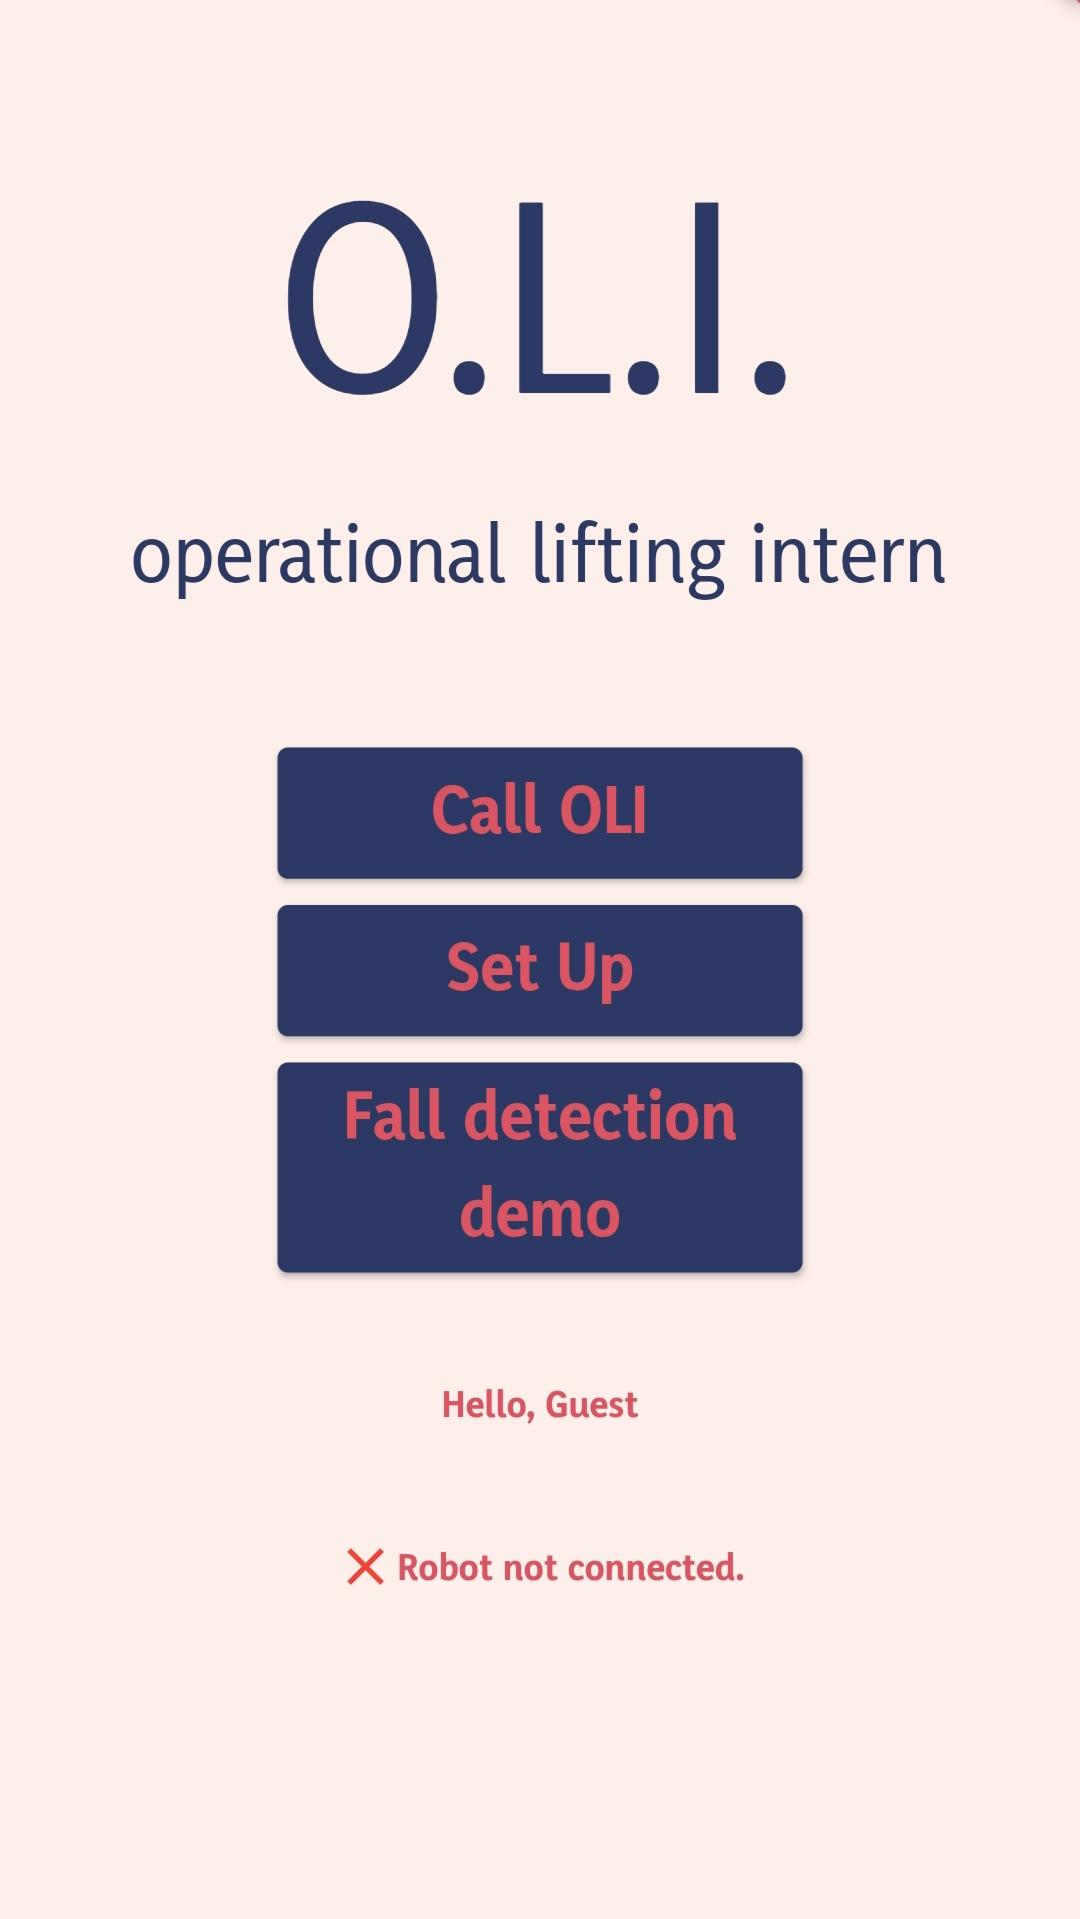 O.L.I.
operational lifting intern
Call OLI
Set Up
Fall detection
demo
Hello, Guest
❌ Robot not connected.